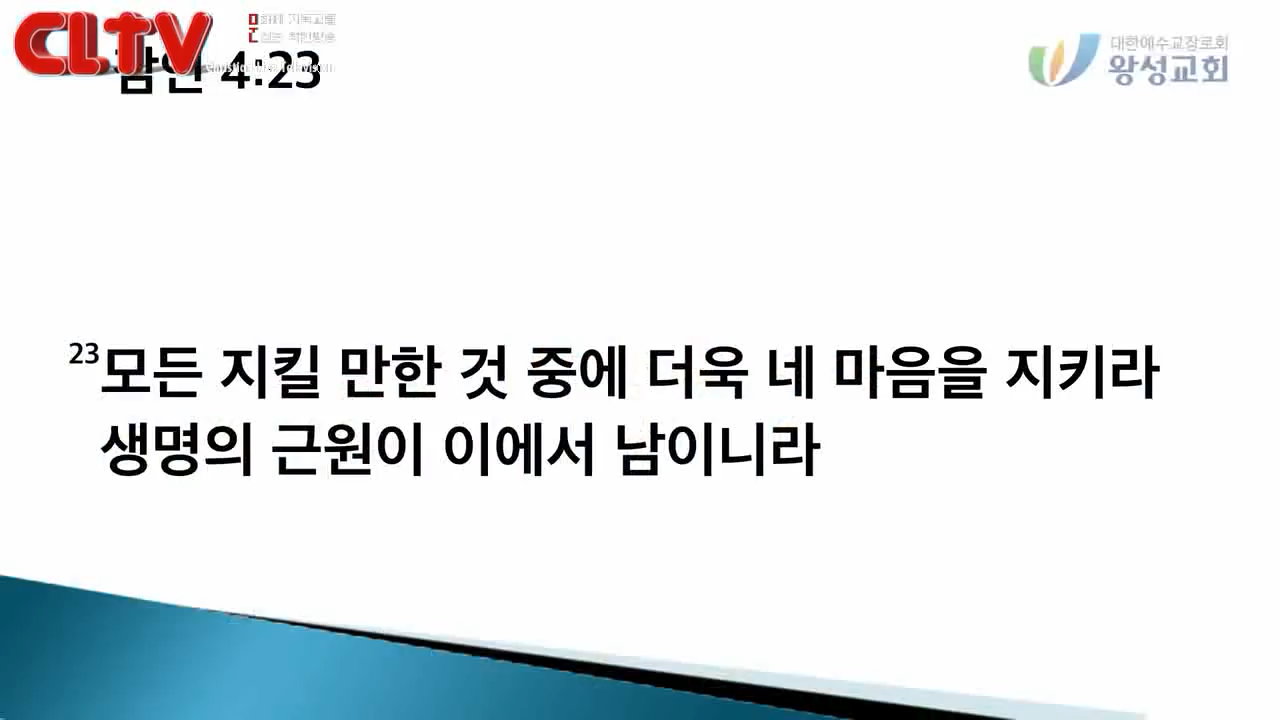 CLTV
잠언 4:23
대한예수교장로회
왕성교회
23모든 지킬 만한 것 중에 더욱 네 마음을 지키라
생명의 근원이 이에서 남이니라